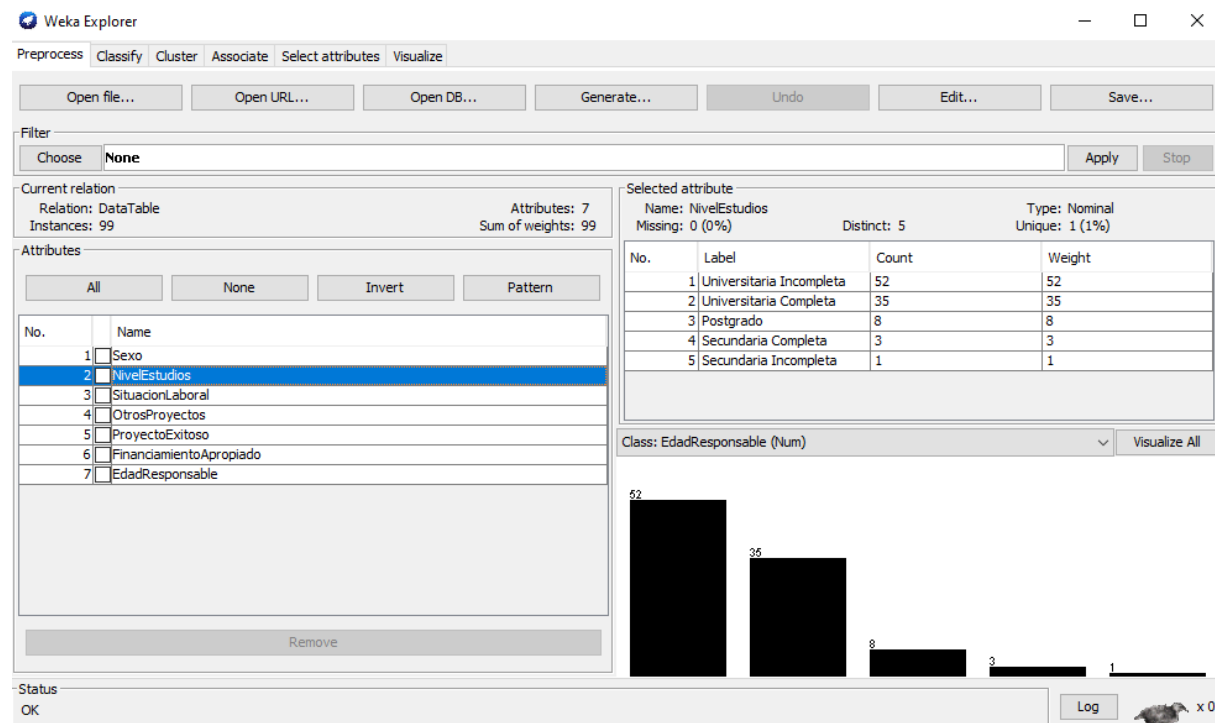 Weka Explorer
Preprocess Classify Cluster Associate Select attributes Visualize
Open file... Open URL... Open DB... Generate... Undo Edit... Save...
Filter
Choose None Apply Stop
Current relation
Relation: DataTable Attributes: 7
Instances: 99 Sum of weights: 99
Attributes
All None Invert Pattern
No. Name
1 Sexo
2 NivelEstudios
3 SituacionLaboral
4 OtrosProyectos
5 ProyectoExitoso
6 FinanciamientoApropiado
7 EdadResponsable
Remove
Selected attribute
Name: NivelEstudios Type: Nominal
Missing: 0 (0%) Distinct: 5 Unique: 1 (1%)
No. Label Count Weight
1 Universitaria Incompleta 52 52
2 Universitaria Completa 35 35
3 Postgrado 8 8
4 Secundaria Completa 3 3
5 Secundaria Incompleta 1 1
Class: EdadResponsable (Num) Visualize All
52
35
8
3
1
Status
OK Log x 0